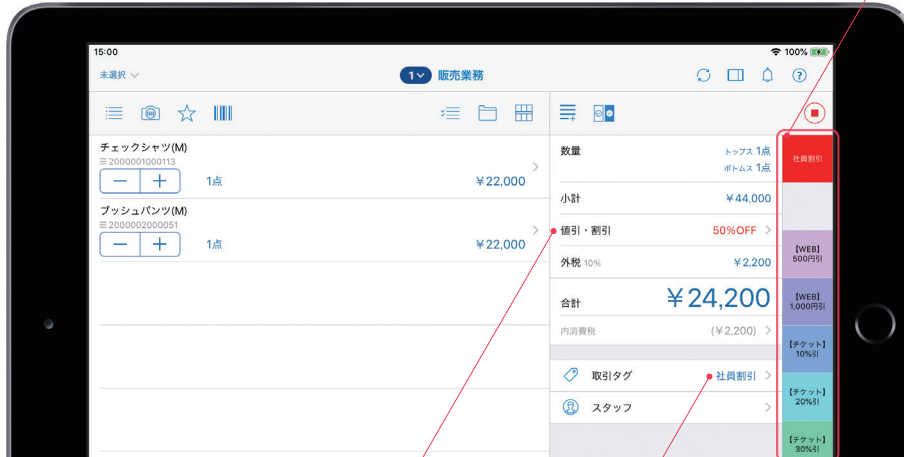 15:00
100%
未選択
1 販売業務
チェックシャツ(M)
2000001000113
1点
¥22,000
プッシュパンツ(M)
2000002000051
1点
¥22,000
数量
トップス 1点
ボトムス 1点
小計
¥44,000
値引・割引
50%OFF
外税 10%
¥2,200
合計
¥24,200
内消費税
(¥2,200)
取引タグ
社員割引
スタッフ
社員割引
【WEB】
500円引
【WEB】
1,000円引
【チケット】
10%引
【チケット】
20%引
【チケット】
30%引